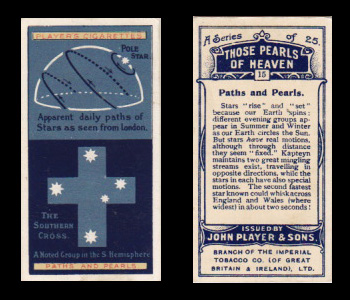 PLAYER'S CIGARETTES
POLE
STAR.
Apparent daily paths of
Stars as seen from London.
THE
SOUTHERN
CROSS.
A Noted Group in the S. Hemisphere
PATHS AND PEARLS
A Series of 25.
THOSE PEARLS
OF HEAVEN
15
Paths and Pearls.
Stars "rise" and "set"
because our Earth spins;
different evening groups app-
ear in Summer and Winter
as our Earth circles the Sun.
But stars have real motions,
although through distance
they seem "fixed." Kapteyn
maintains two great mingling
streams exist, travelling in
opposite directions, while the
stars in each have also special
motions. The second fastest
star known could whisk across
England and Wales (where
widest) in about two seconds!
ISSUED BY
JOHN PLAYER & SONS.
BRANCH OF THE IMPERIAL
TOBACCO CO. (OF GREAT
BRITAIN & IRELAND), LTD.